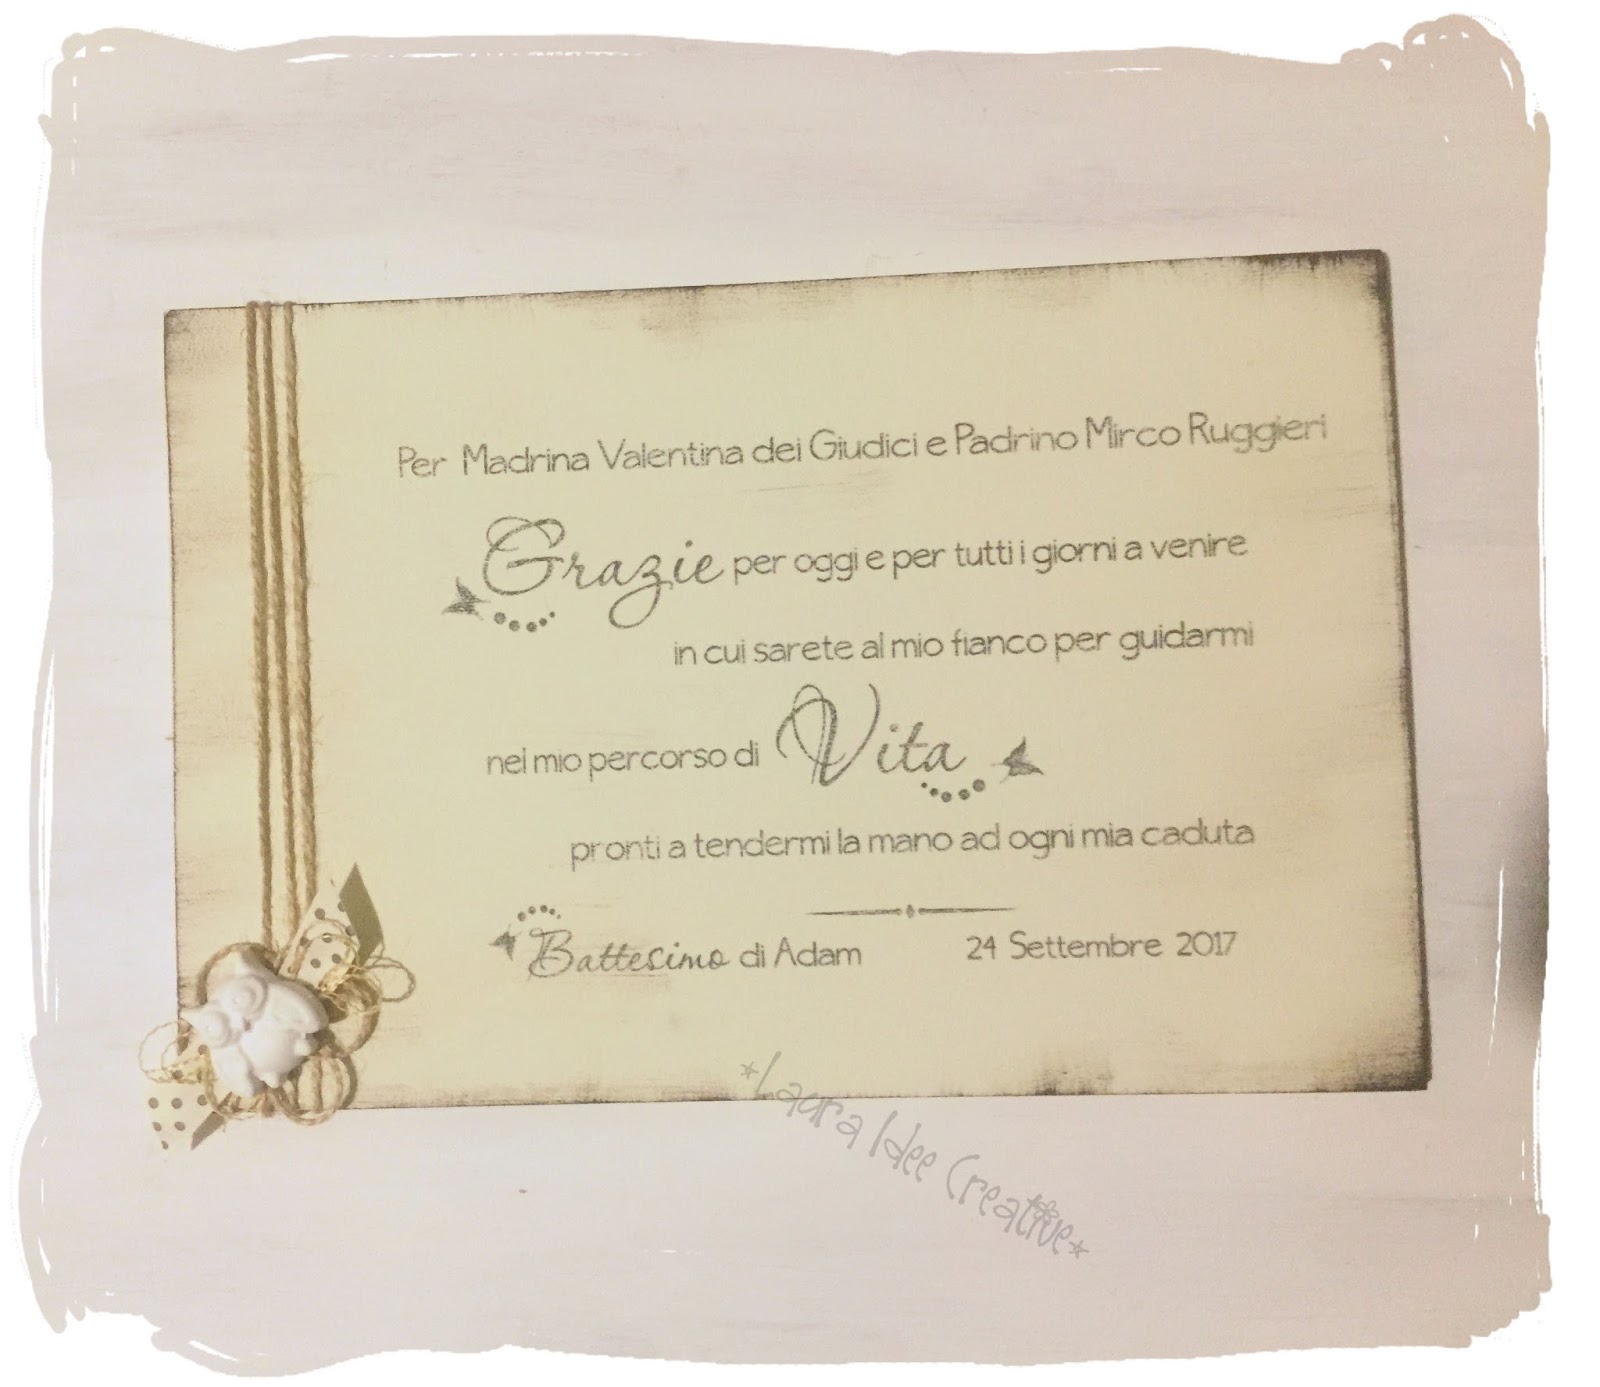 Per Madrina Valentina dei Giudici e Padrino Mirco Ruggieri
Grazie per oggi e per tutti i giorni a venire
in cui sarete al mio fianco per guidarmi
nel mio percorso di Vita
pronti a tendermi la mano ad ogni mia caduta
Battesimo di Adam 24 Settembre 2017
*Laura Idee Creative*